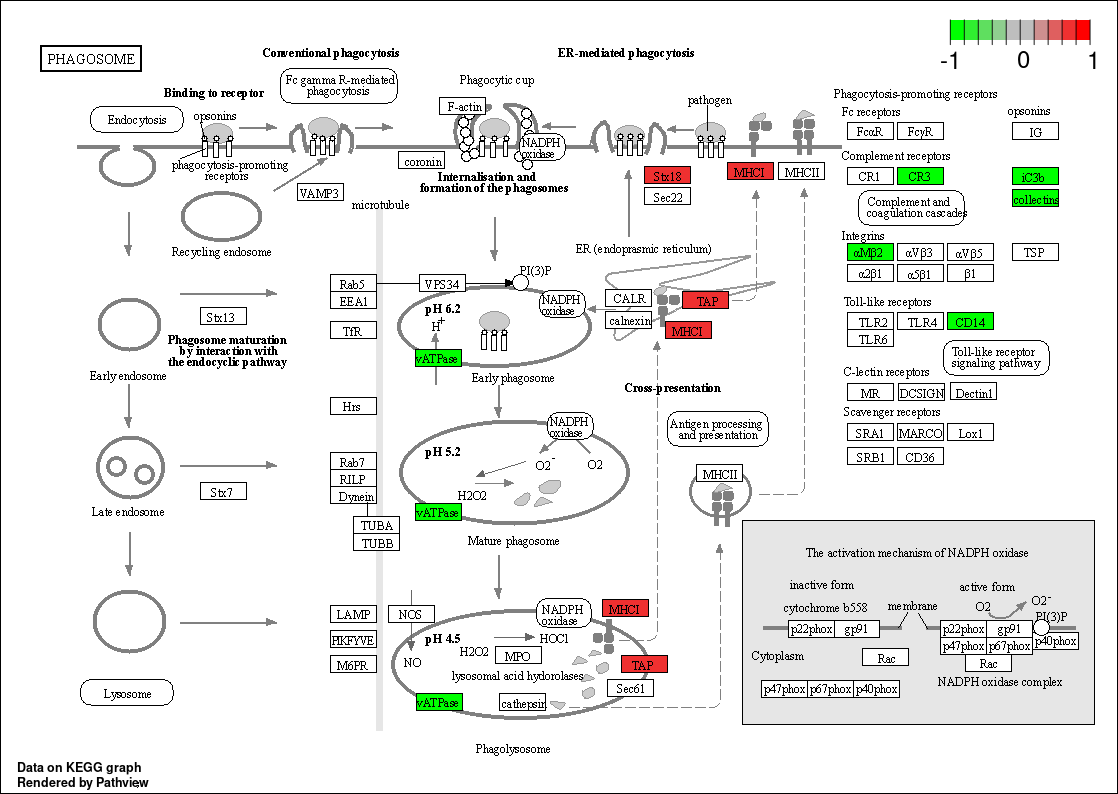 PHAGOSOME
Conventional phagocytosis
ER-mediated phagocytosis
-1 0 1
Fc gamma R-mediated
phagocytosis
Phagocytic cup
Binding to receptor
Endocytosis
opsonins
F-actin
pathogen
NADPH
oxidase
coronin
phagocytosis-promoting
receptors
VAMP3
Internalisation and
formation of the phagosomes
Stx18
Sec22
MHCI
MHCII
microtubule
Recycling endosome
ER (endoprasmic reticulum)
Phagocytosis-promoting receptors
Fc receptors
opsonins
FcαR
FcγR
IG
Complement receptors
CR1
CR3
iC3b
collectins
Complement and
coagulation cascades
Integrins
αMβ2
αVβ3
αVβ5
TSP
α2β1
α5β1
β1
Toll-like receptors
TLR2
TLR4
CD14
TLR6
Toll-like receptor
signaling pathway
C-lectin receptors
MR
DCSIGN
Dectin1
Scavenger receptors
SRA1
MARCO
Lox1
SRB1
CD36
Rab5
EEA1
TfR
VPS34
PI(3)P
pH 6.2
H+
NADPH
oxidase
CALR
calnexin
TAP
MHCI
vATPase
Early phagosome
Stx13
Phagosome maturation
by interaction with
the endocyclic pathway
Early endosome
Cross-presentation
Hrs
Antigen processing
and presentation
NADPH
oxidase
pH 5.2
O2-
O2
H2O2
vATPase
Mature phagosome
Rab7
RILP
Dynein
TUBA
TUBB
Stx7
Late endosome
MHCII
LAMP
PIKFYVE
M6PR
NOS
NO
NADPH
oxidase
MHCI
pH 4.5
HOCl
H2O2
MPO
lysosomal acid hydorolases
TAP
Sec61
vATPase
cathepsin
Phagolysosome
Lysosome
The activation mechanism of NADPH oxidase
inactive form
active form
cytochrome b558
membrane
O2
O2-
PI(3)P
p22phox
gp91
p22phox
gp91
p47phox
p67phox
p40phox
Cytoplasm
Rac
Rac
NADPH oxidase complex
p47phox
p67phox
p40phox
Data on KEGG graph
Rendered by Pathview